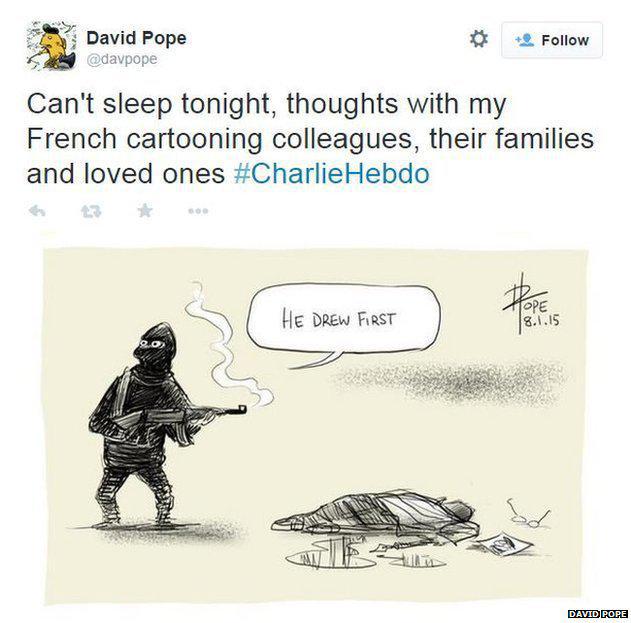 David Pope
@davpope
Follow
Can't sleep tonight, thoughts with my
French cartooning colleagues, their families
and loved ones #CharlieHebdo
HE DREW FIRST
POPE
8.1.15
DAVID POPE